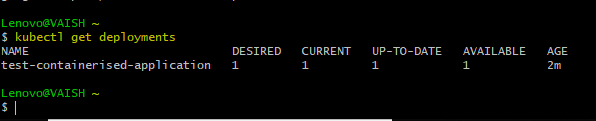 Lenovo@VAISH ~
$ kubectl get deployments
NAME DESIRED CURRENT UP-TO-DATE AVAILABLE AGE
test-containerised-application 1 1 1 1 2m
Lenovo@VAISH ~
$